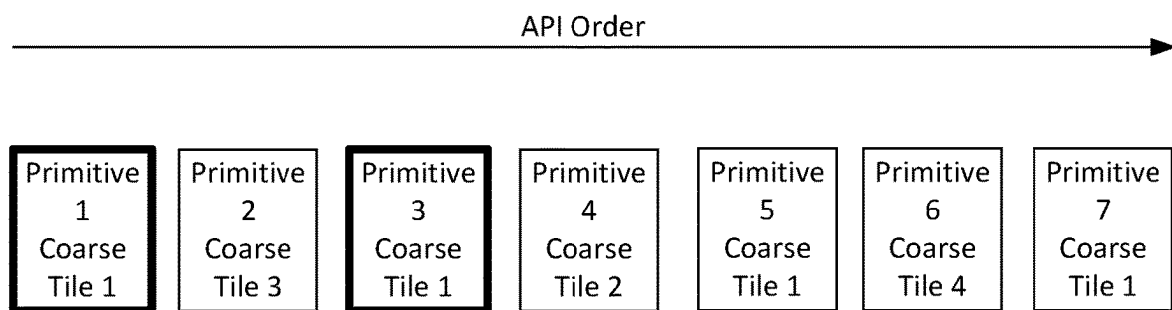 API Order
Primitive
1
Coarse
Tile 1
Primitive
2
Coarse
Tile 3
Primitive
3
Coarse
Tile 1
Primitive
4
Coarse
Tile 2
Primitive
5
Coarse
Tile 1
Primitive
6
Coarse
Tile 4
Primitive
7
Coarse
Tile 1